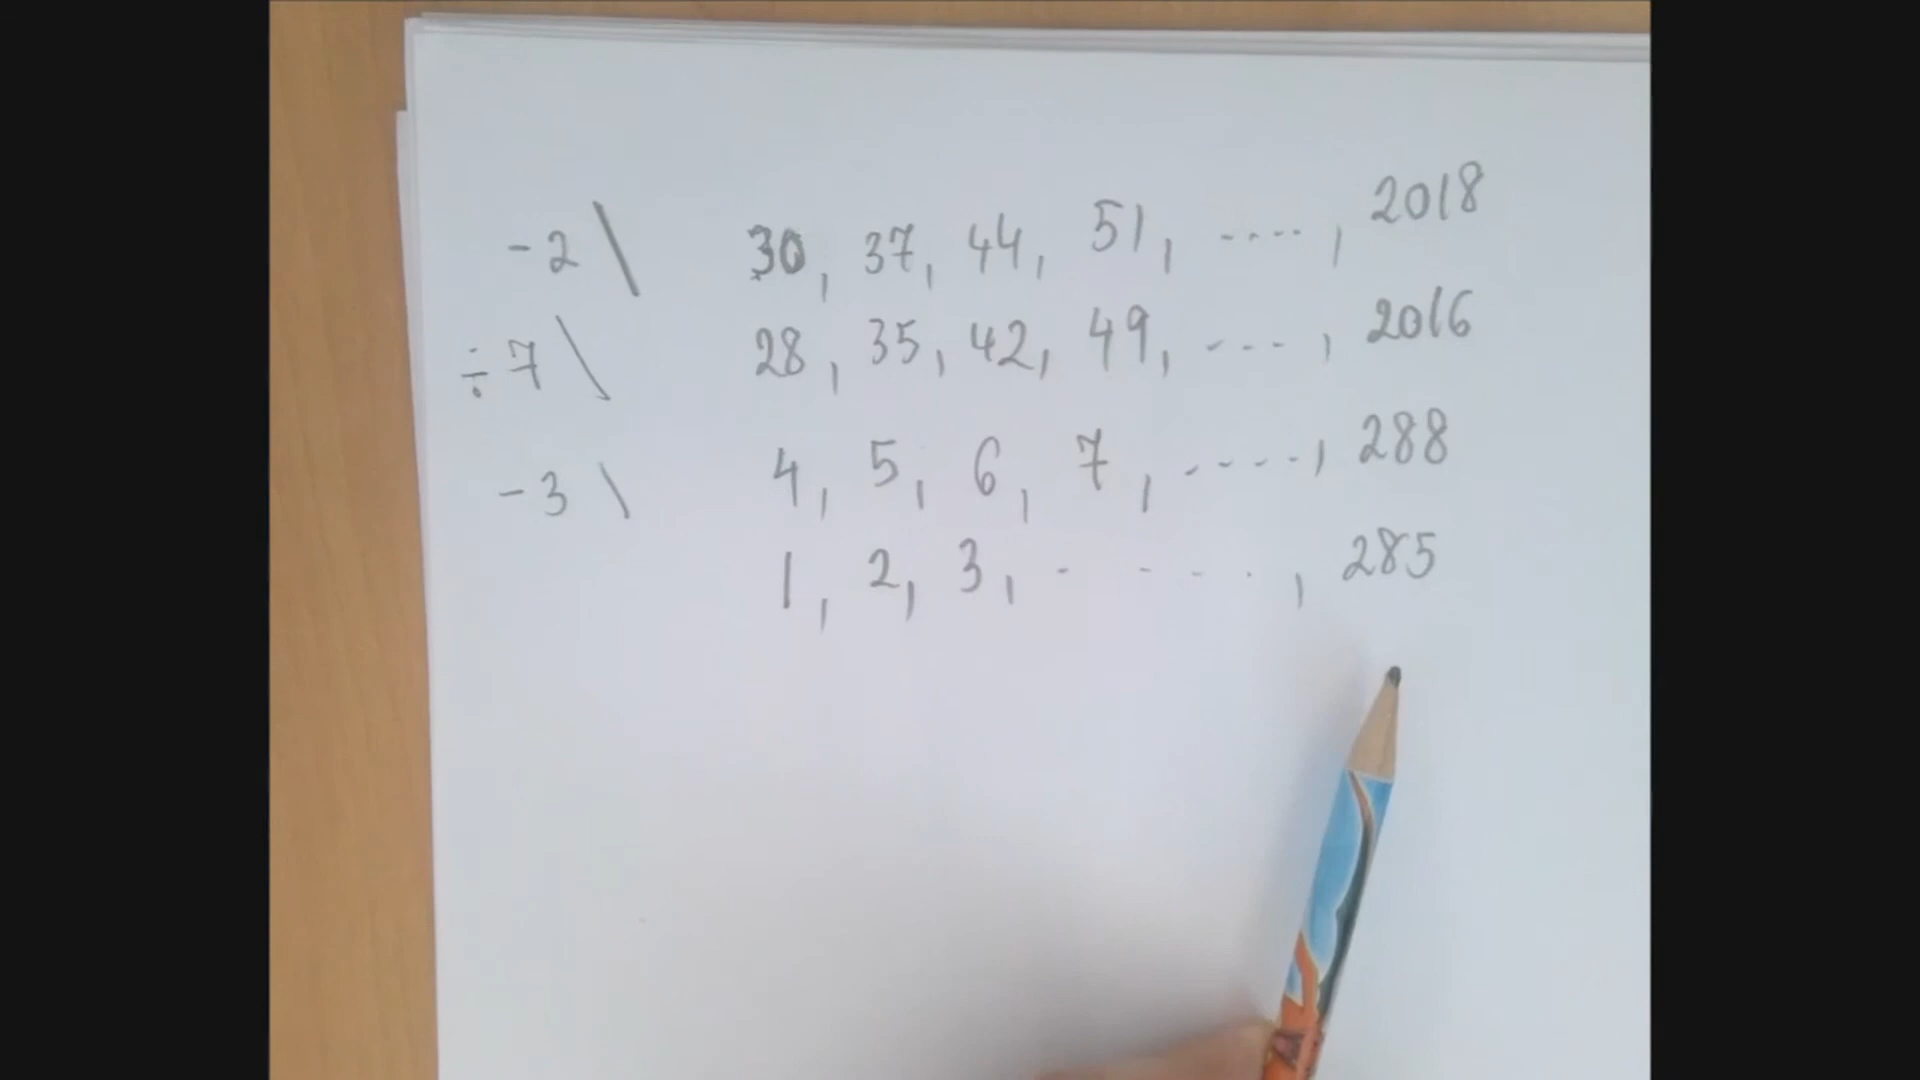 -2 \ 30, 37, 44, 51, ...., 2018
÷7 \ 28, 35, 42, 49, ...., 2016
-3 \ 4, 5, 6, 7, ...., 288
1, 2, 3, . . . . ., 285